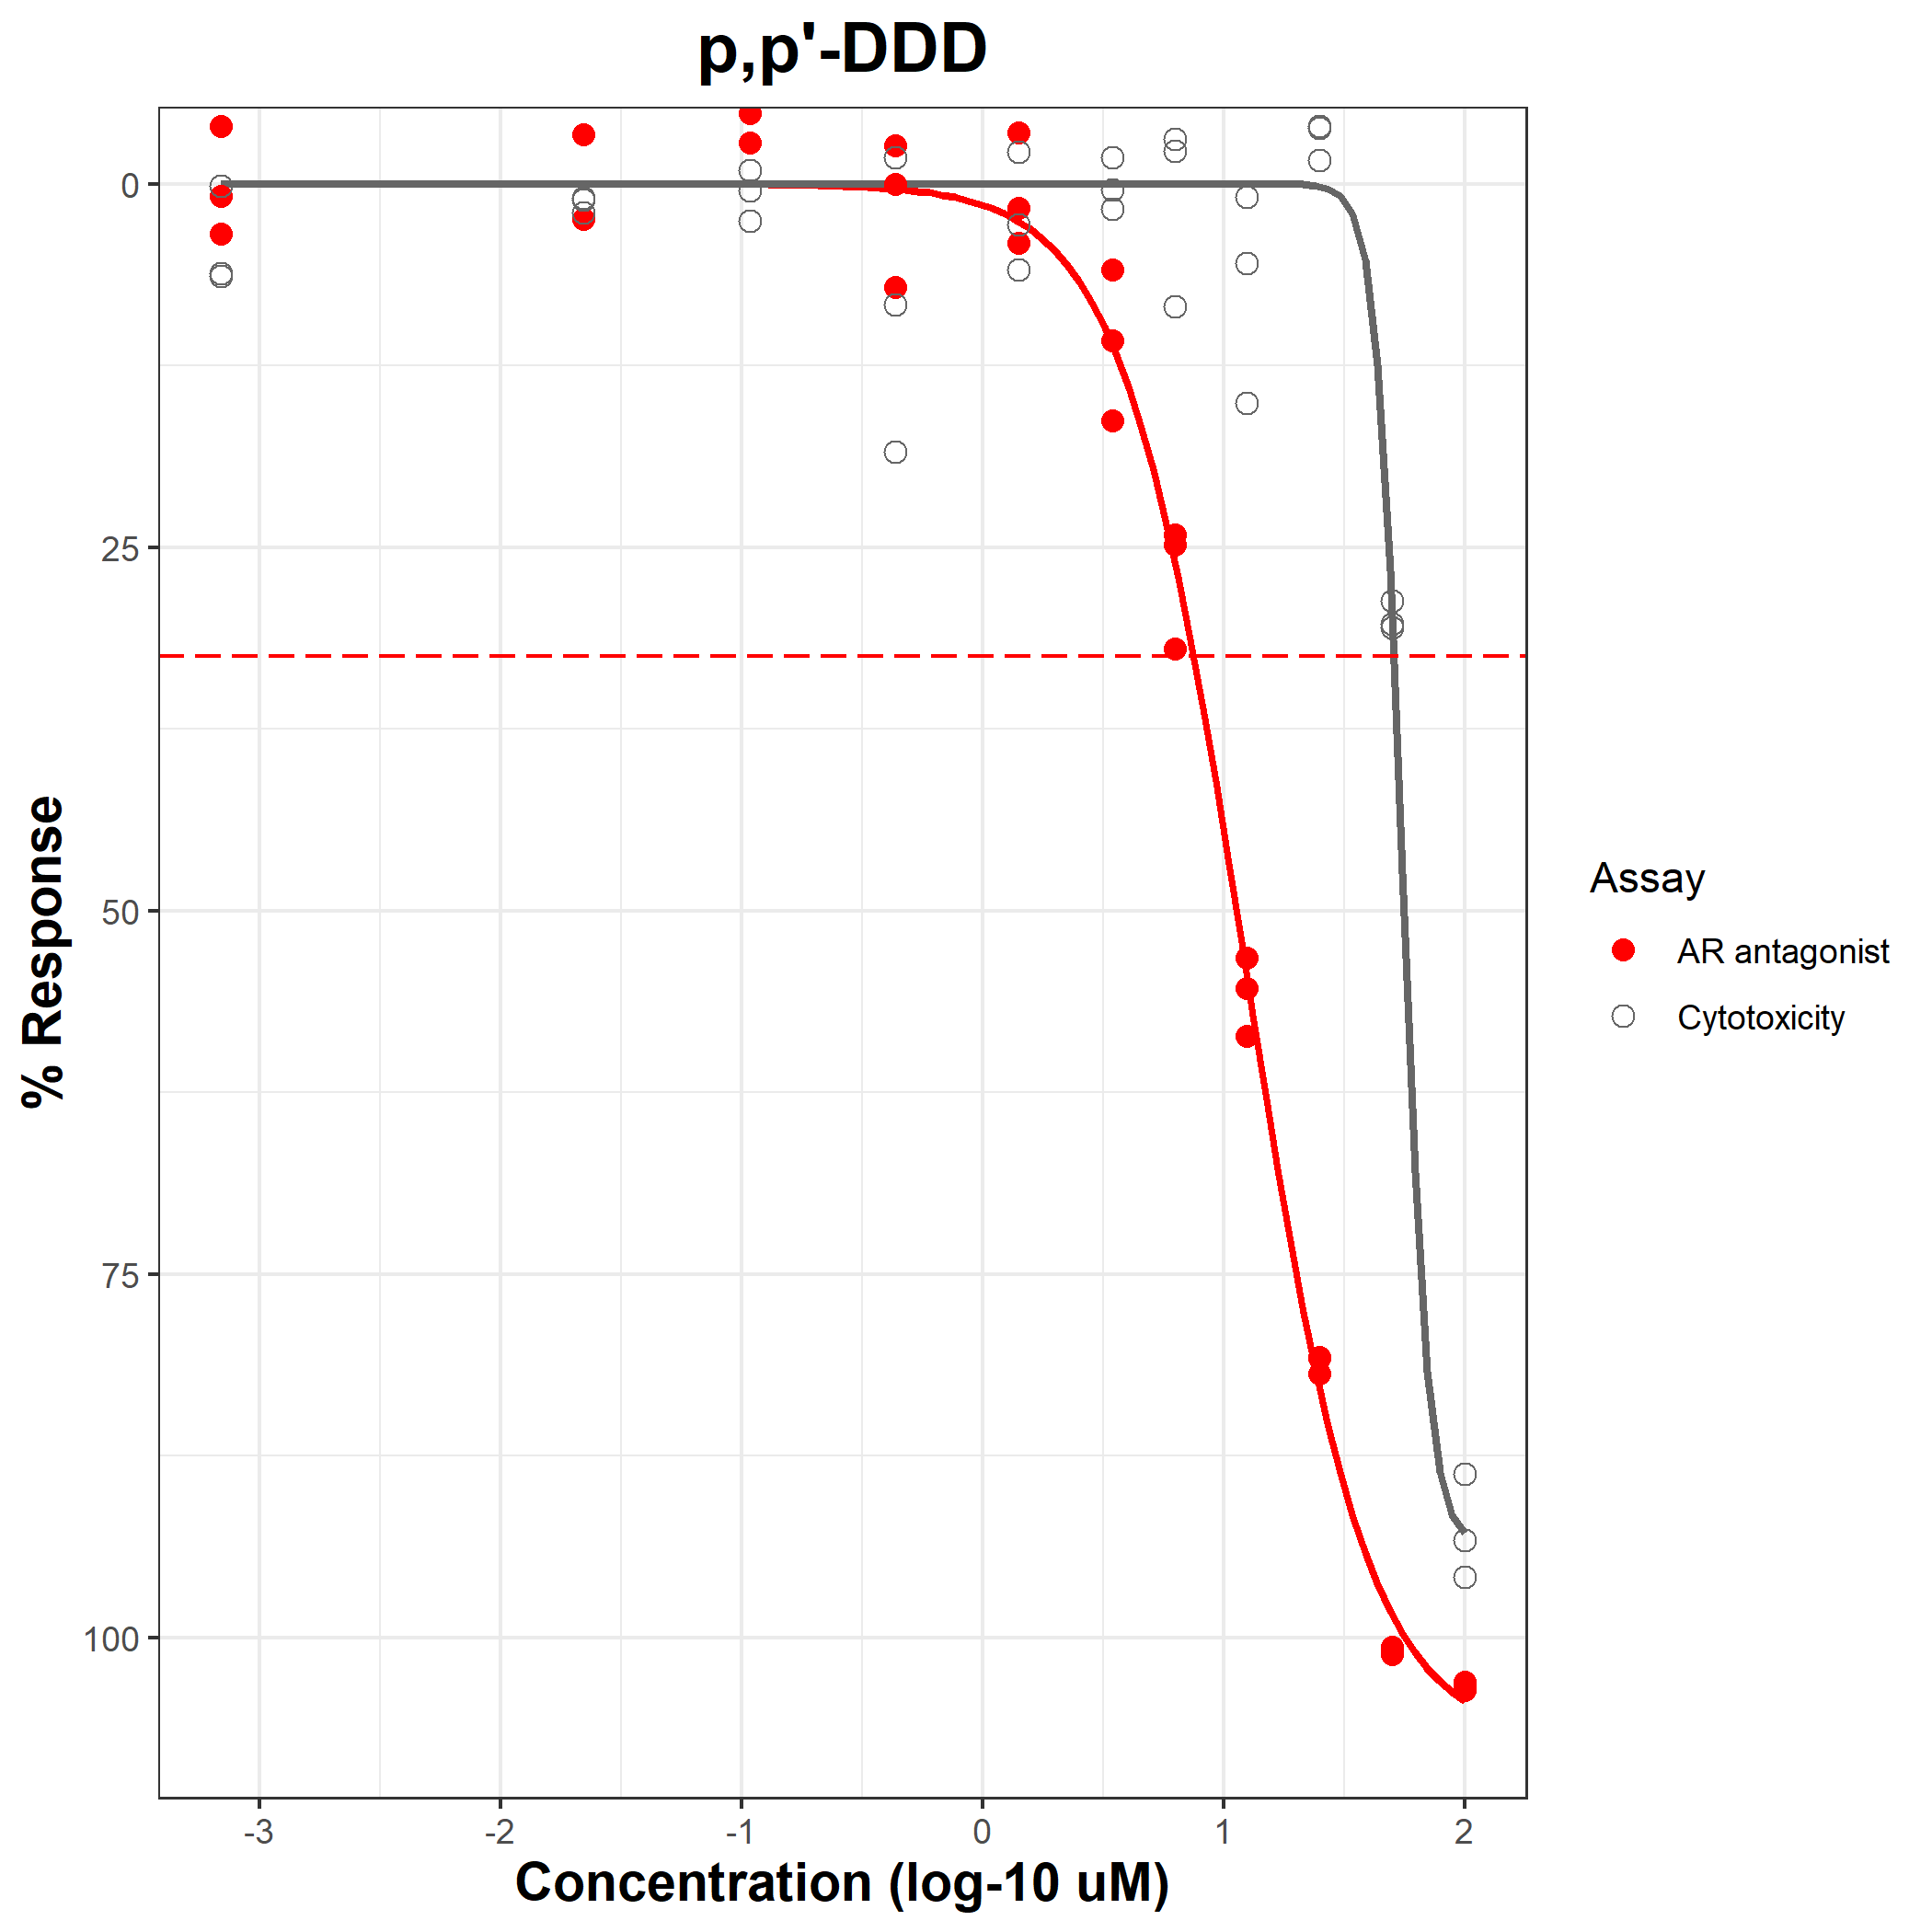 p,p'-DDD
0
25
50
75
100
% Response
-3
-2
-1
0
1
2
Concentration (log-10 uM)
Assay
AR antagonist
Cytotoxicity